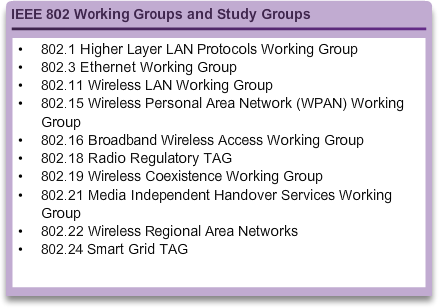 IEEE 802 Working Groups and Study Groups
• 802.1 Higher Layer LAN Protocols Working Group
• 802.3 Ethernet Working Group
• 802.11 Wireless LAN Working Group
• 802.15 Wireless Personal Area Network (WPAN) Working
Group
• 802.16 Broadband Wireless Access Working Group
• 802.18 Radio Regulatory TAG
• 802.19 Wireless Coexistence Working Group
• 802.21 Media Independent Handover Services Working
Group
• 802.22 Wireless Regional Area Networks
• 802.24 Smart Grid TAG